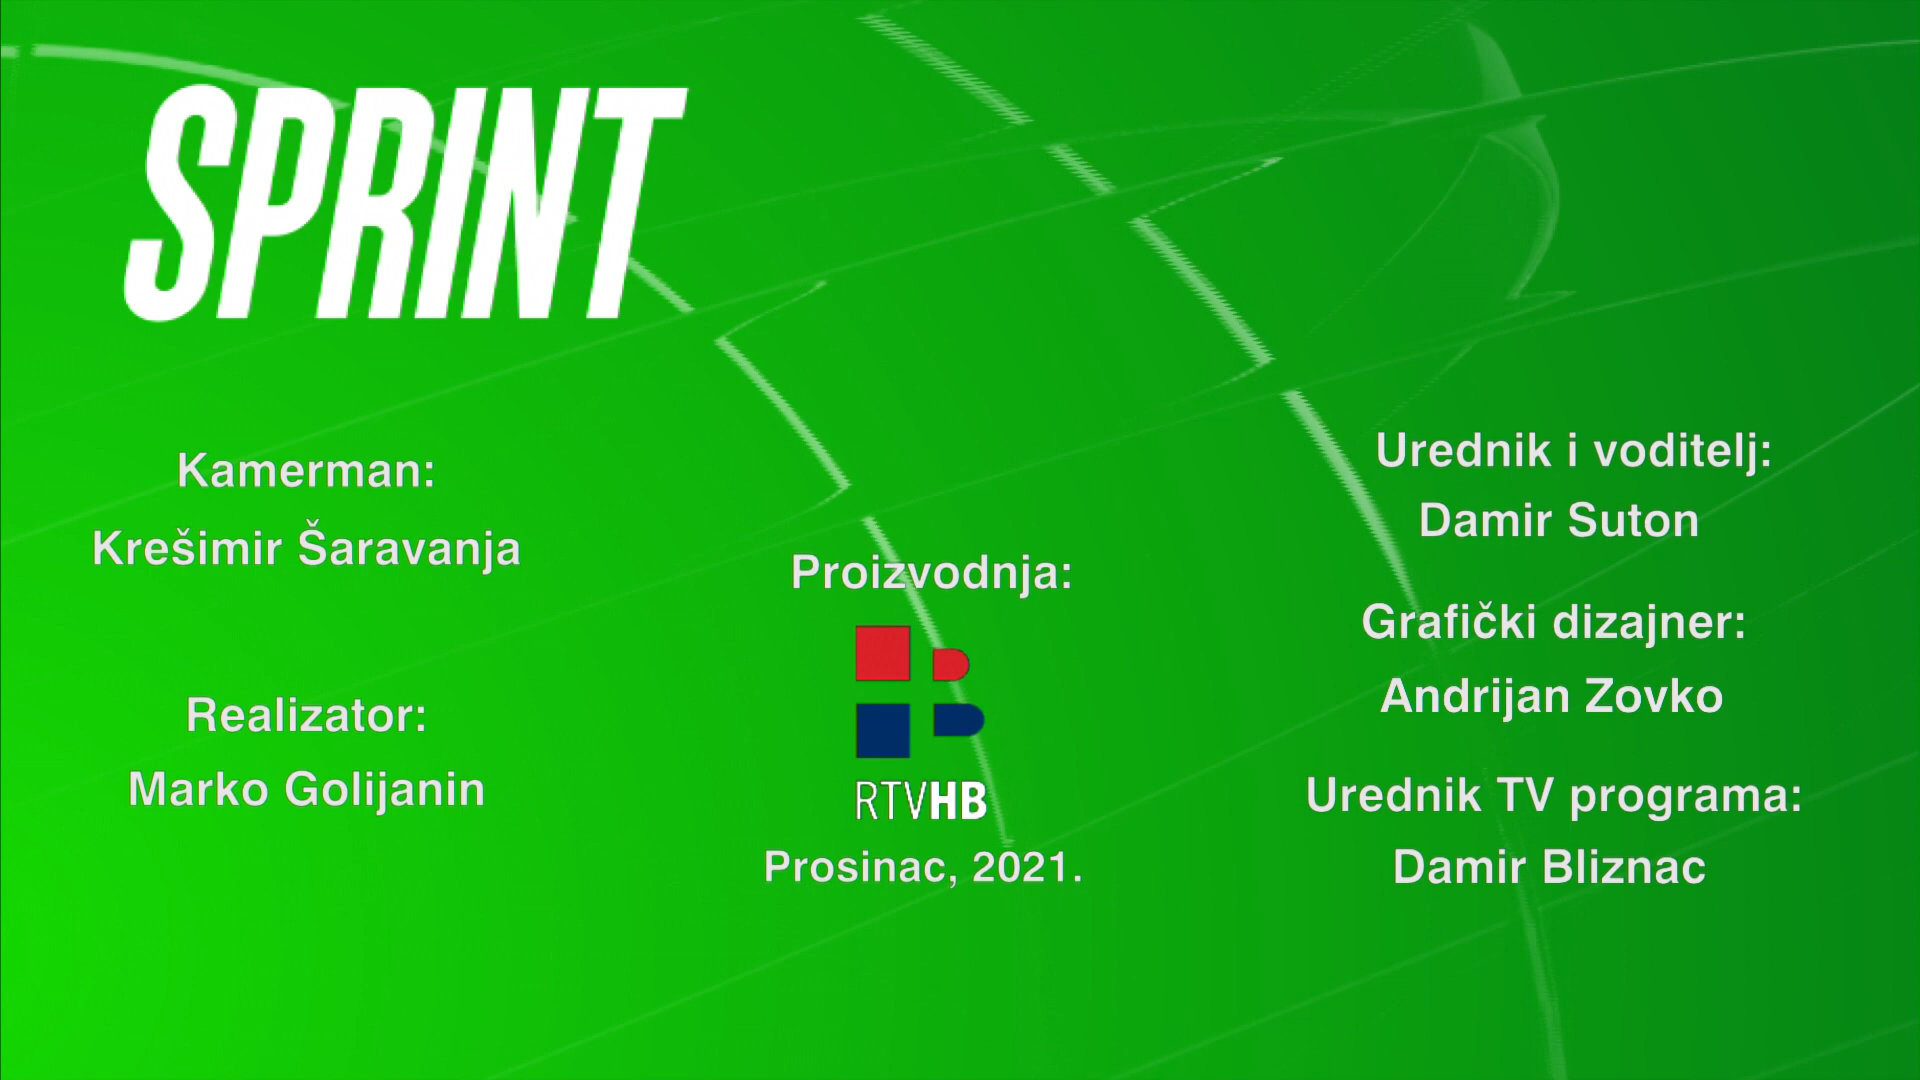 SPRINT
Kamerman:
Krešimir Šaravanja
Realizator:
Marko Golijanin
Proizvodnja:
RTVHB
Prosinac, 2021.
Urednik i voditelj:
Damir Suton
Grafički dizajner:
Andrijan Zovko
Urednik TV programa:
Damir Bliznac